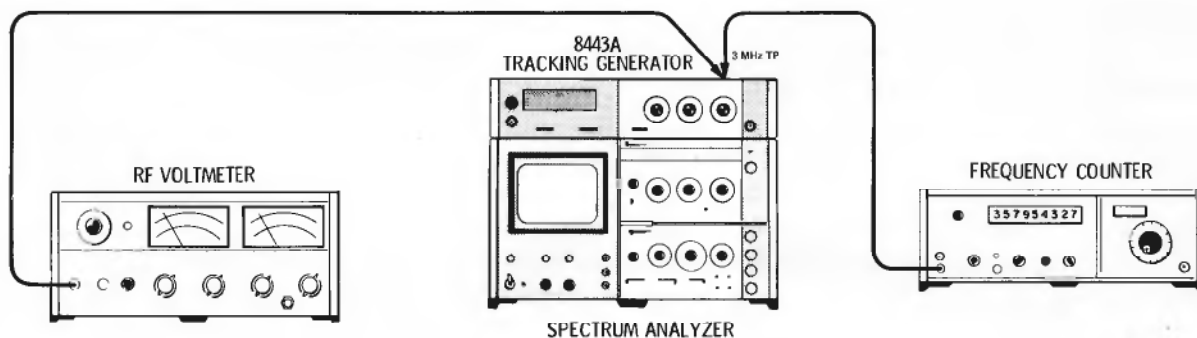 8443A
TRACKING GENERATOR
3 MHz TP
RF VOLTMETER
FREQUENCY COUNTER
357954327
SPECTRUM ANALYZER